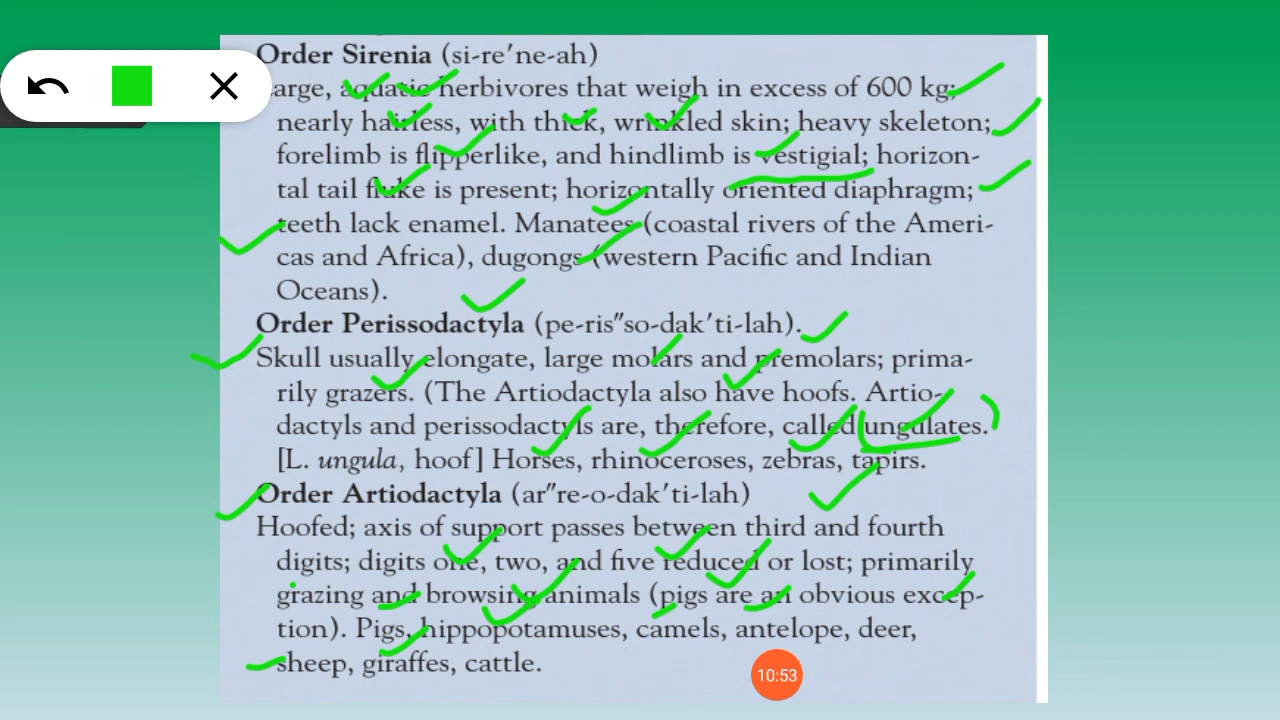 Order Sirenia (si-re′ne-ah)
arge, aquatic herbivores that weigh in excess of 600 kg;
nearly hairless, with thick, wrinkled skin; heavy skeleton;
forelimb is flipperlike, and hindlimb is vestigial; horizon-
tal tail fluke is present; horizontally oriented diaphragm;
teeth lack enamel. Manatees (coastal rivers of the Ameri-
cas and Africa), dugongs (western Pacific and Indian
Oceans).
Order Perissodactyla (pe-ris″so-dak′ti-lah).
Skull usually elongate, large molars and premolars; prima-
rily grazers. (The Artiodactyla also have hoofs. Artio-
dactyls and perissodactyls are, therefore, called ungulates.
[L. ungula, hoof] Horses, rhinoceroses, zebras, tapirs.
Order Artiodactyla (ar″re-o-dak′ti-lah)
Hoofed; axis of support passes between third and fourth
digits; digits one, two, and five reduced or lost; primarily
grazing and browsing animals (pigs are an obvious excep-
tion). Pigs, hippopotamuses, camels, antelope, deer,
sheep, giraffes, cattle.
10:53